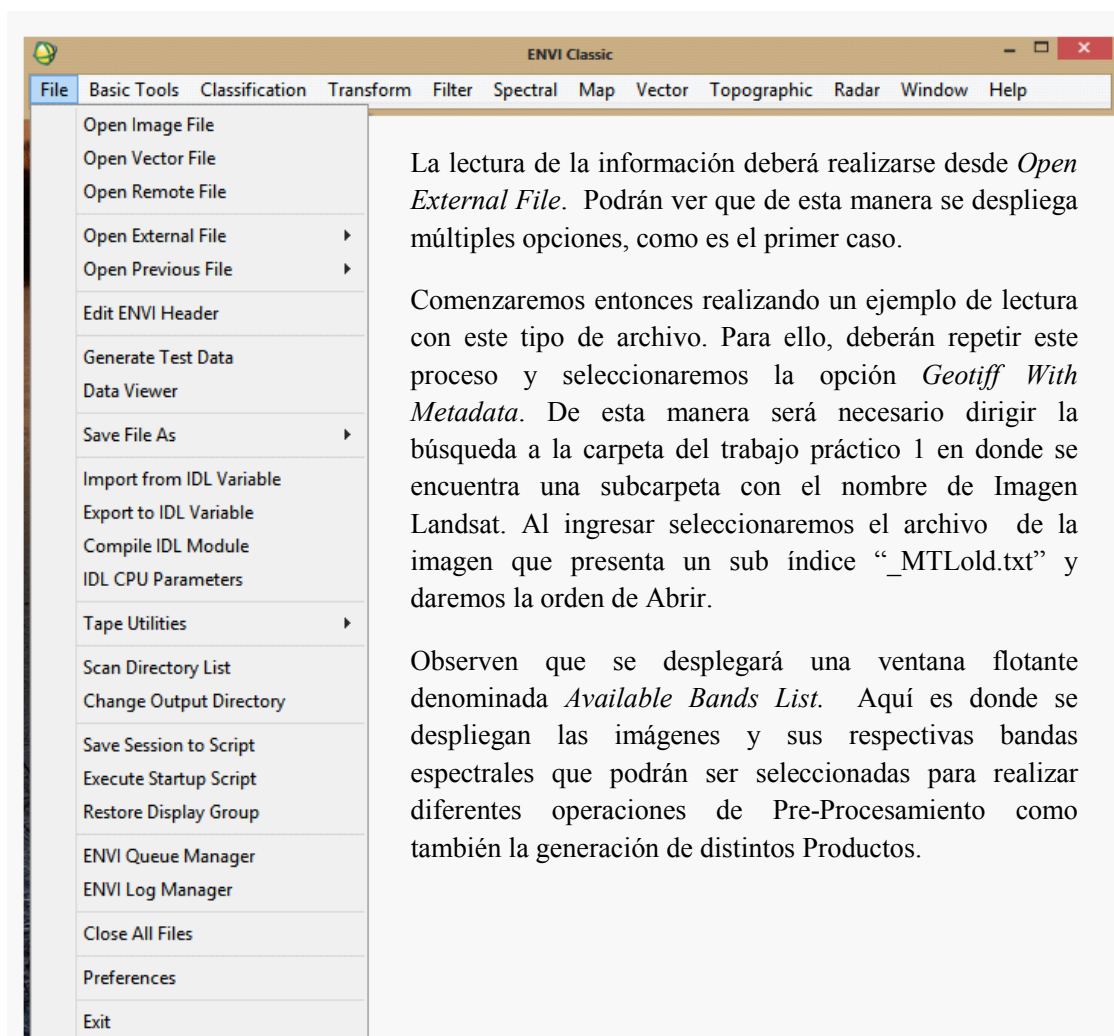 ENVI Classic
File Basic Tools Classification Transform Filter Spectral Map Vector Topographic Radar Window Help
Open Image File
Open Vector File
Open Remote File
Open External File
Open Previous File
Edit ENVI Header
Generate Test Data
Data Viewer
Save File As
Import from IDL Variable
Export to IDL Variable
Compile IDL Module
IDL CPU Parameters
Tape Utilities
Scan Directory List
Change Output Directory
Save Session to Script
Execute Startup Script
Restore Display Group
ENVI Queue Manager
ENVI Log Manager
Close All Files
Preferences
Exit
La lectura de la información deberá realizarse desde Open
External File. Podrán ver que de esta manera se despliega
múltiples opciones, como es el primer caso.
Comenzaremos entonces realizando un ejemplo de lectura
con este tipo de archivo. Para ello, deberán repetir este
proceso y seleccionaremos la opción Geotiff With
Metadata. De esta manera será necesario dirigir la
búsqueda a la carpeta del trabajo práctico 1 en donde se
encuentra una subcarpeta con el nombre de Imagen
Landsat. Al ingresar seleccionaremos el archivo de la
imagen que presenta un sub índice “_MTLold.txt” y
daremos la orden de Abrir.
Observen que se desplegará una ventana flotante
denominada Available Bands List. Aquí es donde se
despliegan las imágenes y sus respectivas bandas
espectrales que podrán ser seleccionadas para realizar
diferentes operaciones de Pre-Procesamiento como
también la generación de distintos Productos.